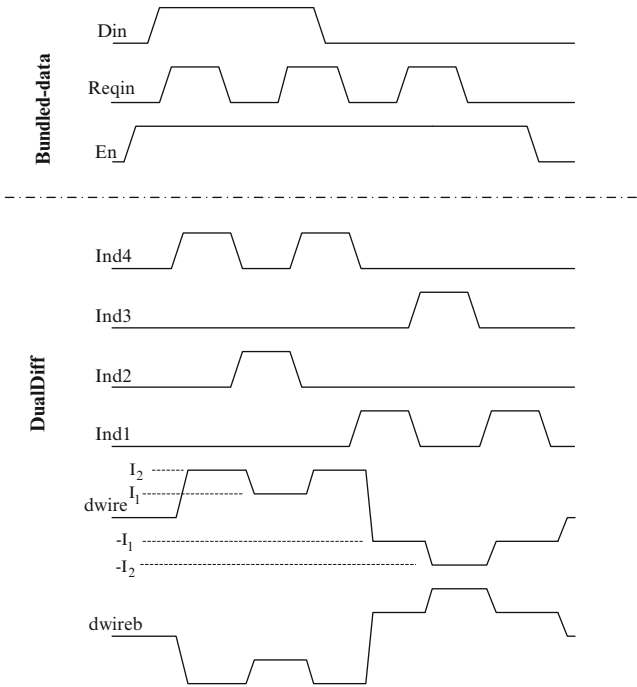 Bundled-data
Din
Reqin
En
DualDiff
Ind4
Ind3
Ind2
Ind1
I2
I1
dwire
-I1
-I2
dwireb